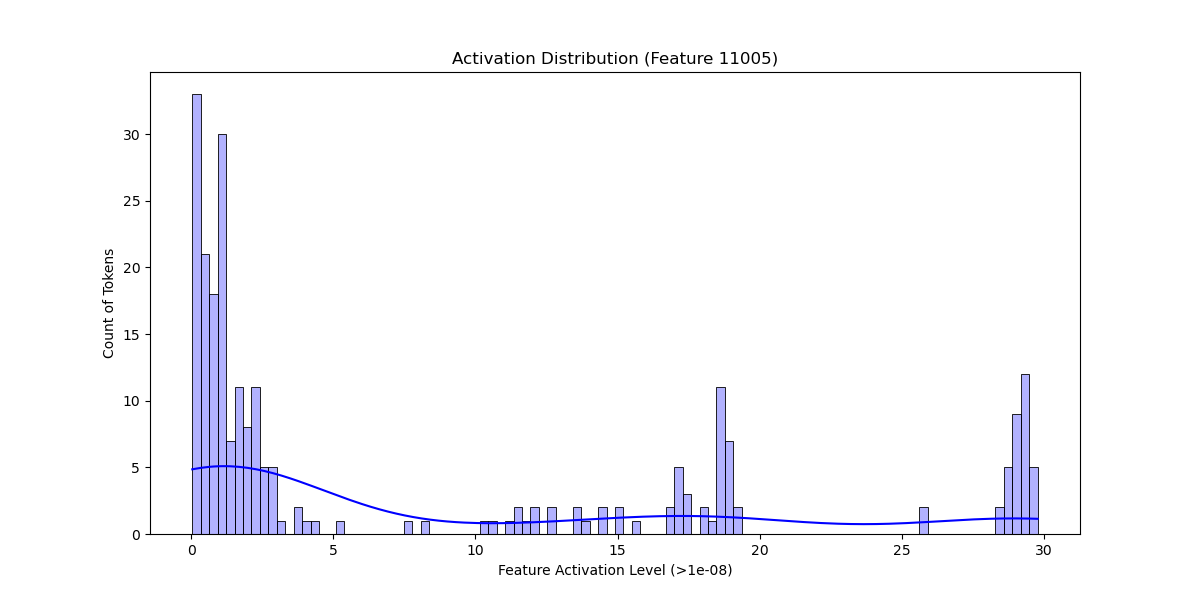 Activation Distribution (Feature 11005)
Count of Tokens
30
25
20
15
10
5
0
0 5 10 15 20 25 30
Feature Activation Level (>1e-08)